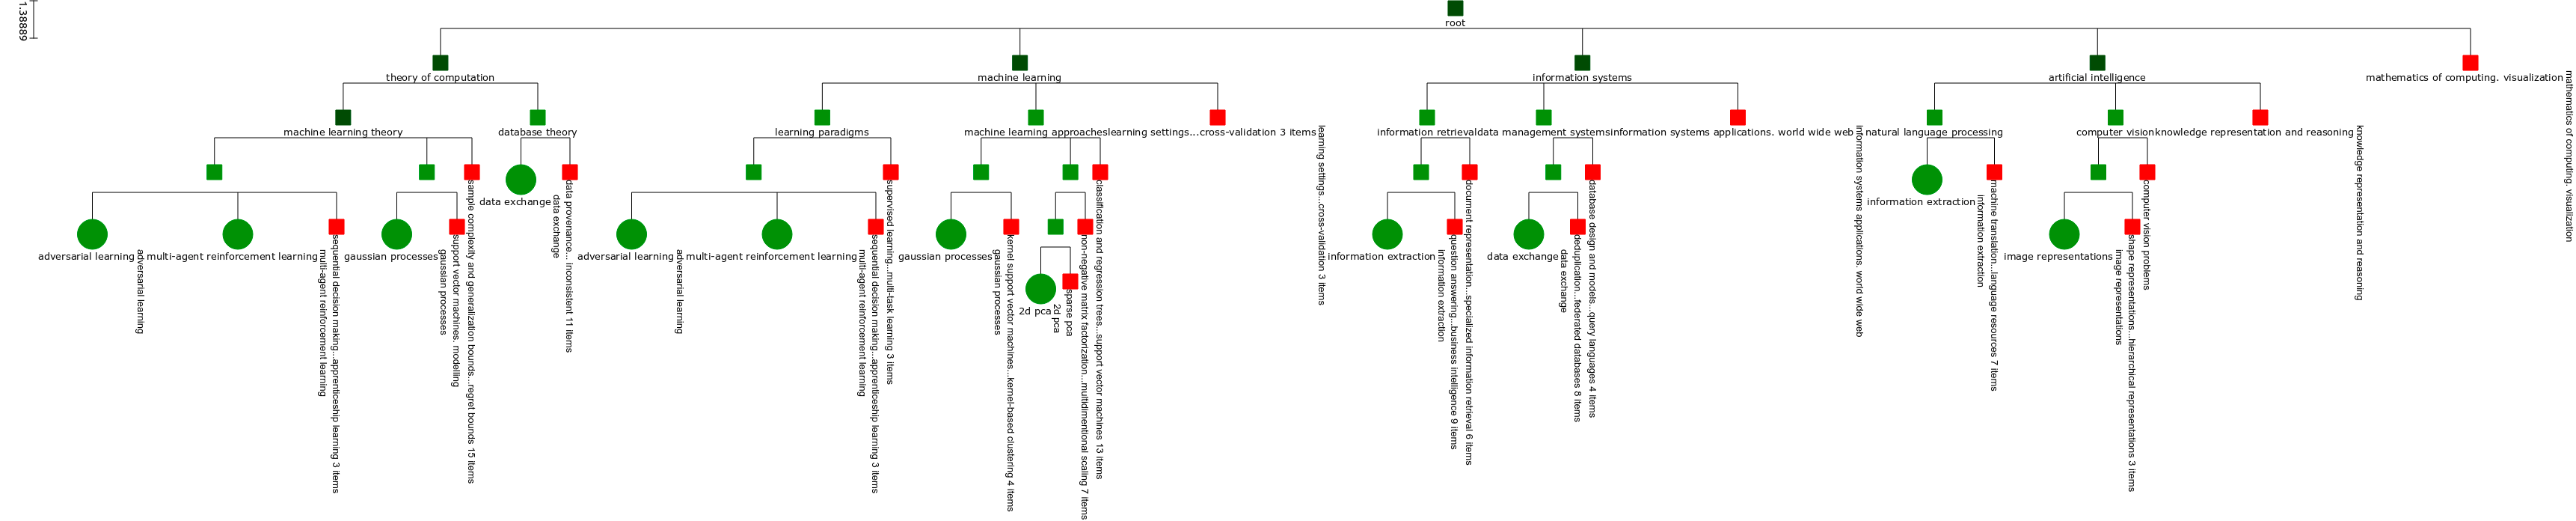 1.38889
root
theory of computation
machine learning
information systems
artificial intelligence
mathematics of computing. visualization
mathematics of computing. visualization
machine learning theory
database theory
learning paradigms
machine learning approaches
learning settings...cross-validation 3 items
learning settings...cross-validation 3 items
information retrieval
data management systems
information systems applications. world wide web
information systems applications. world wide web
natural language processing
computer vision
knowledge representation and reasoning
knowledge representation and reasoning
sample complexity and generalization bounds...regret bounds 15 items
data exchange
data exchange
data provenance... inconsistent 11 items
supervised learning...multi-task learning 3 items
classification and regression trees...support vector machines 13 items
document representation...specialized information retrieval 6 items
database design and models...query languages 4 items
information extraction
information extraction
machine translation...language resources 7 items
computer vision problems
adversarial learning
adversarial learning
multi-agent reinforcement learning
multi-agent reinforcement learning
sequential decision making...apprenticeship learning 3 items
gaussian processes
gaussian processes
support vector machines. modelling
adversarial learning
adversarial learning
multi-agent reinforcement learning
multi-agent reinforcement learning
sequential decision making...apprenticeship learning 3 items
gaussian processes
gaussian processes
kernel support vector machines...kernel-based clustering 4 items
non-negative matrix factorization...multidimentional scaling 7 items
information extraction
information extraction
question answering...business intelligence 9 items
data exchange
data exchange
deduplication...federated databases 8 items
image representations
image representations
shape representations...hierarchical representations 3 items
2d pca
2d pca
sparse pca